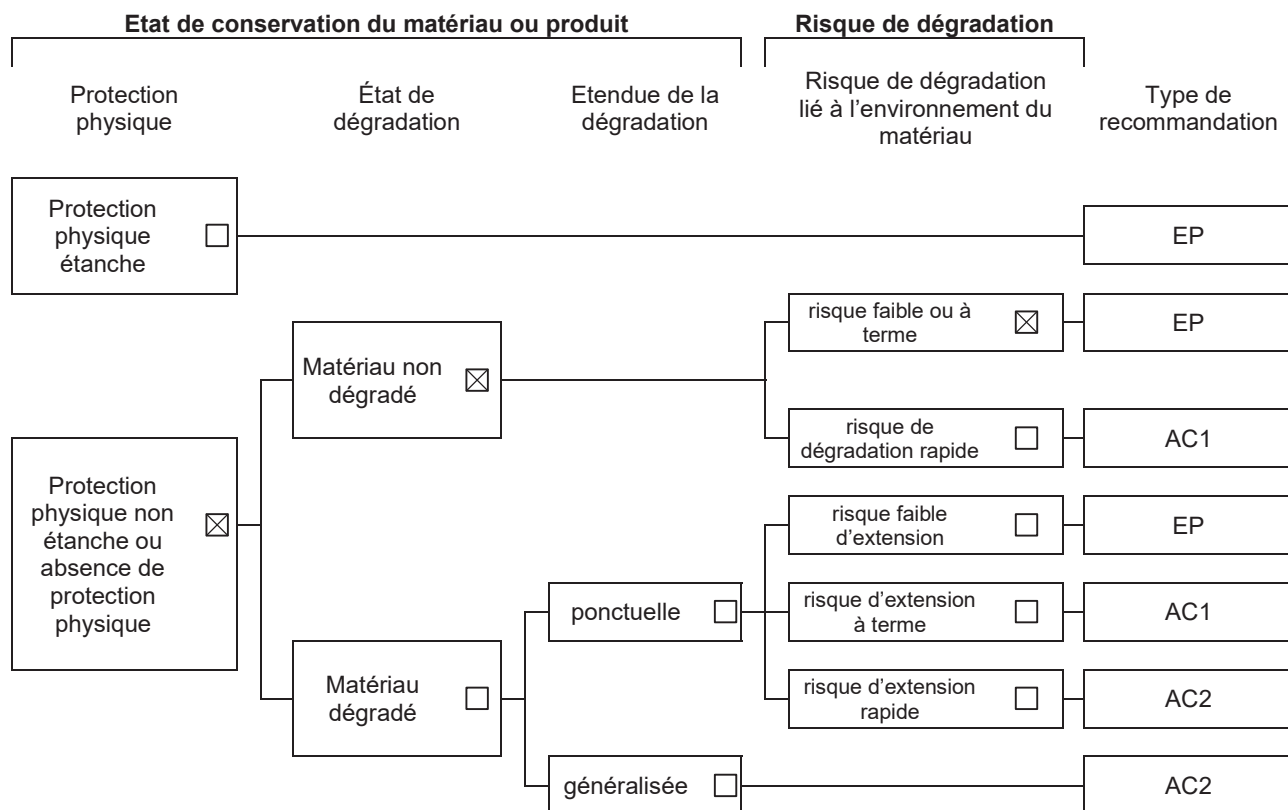 Etat de conservation du matériau ou produit
Risque de dégradation
Protection
physique
État de
dégradation
Etendue de la
dégradation
Risque de dégradation
lié à l'environnement du
matériau
Type de
recommandation
Protection
physique
étanche
EP
risque faible ou à
terme
EP
Matériau non
dégradé
risque de
dégradation rapide
AC1
Protection
physique non
étanche ou
absence de
protection
physique
risque faible
d'extension
EP
ponctuelle
risque d'extension
à terme
AC1
Matériau
dégradé
risque d'extension
rapide
AC2
généralisée
AC2